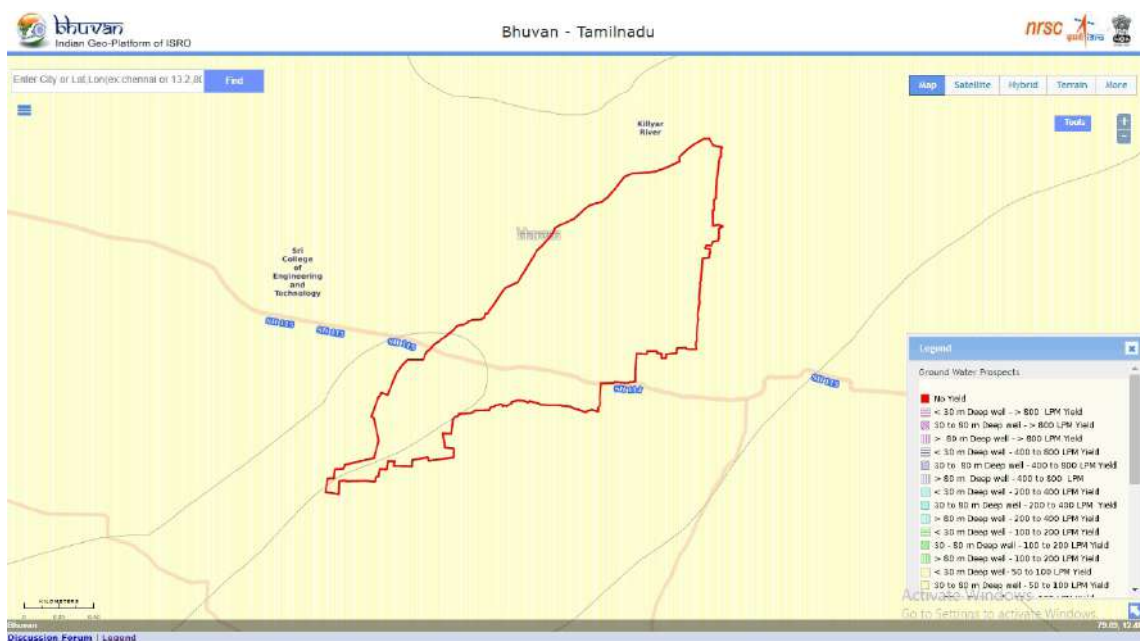 bhuvan
Indian Geo-Platform of ISRO
Bhuvan - Tamilnadu
nrsc
Enter City or Lat,Lon(ex:chennai or 13.2,80
Find
Map
Satellite
Hybrid
Terrain
More
Tools
+
-
Killyar
River
Sri
College
of
Engineering
and
Technology
SH 115
SH 115
SH 115
Legend
Ground Water Prospects
No Yield
< 30 m Deep well - > 800 LPM Yield
30 to 80 m Deep well - > 800 LPM Yield
> 80 m Deep well - > 800 LPM Yield
< 30 m Deep well - 400 to 800 LPM Yield
30 to 80 m Deep well - 400 to 800 LPM Yield
> 80 m Deep well - 400 to 800 LPM
< 30 m Deep well - 200 to 400 LPM Yield
30 to 80 m Deep well - 200 to 400 LPM Yield
> 80 m Deep well - 200 to 400 LPM Yield
< 30 m Deep well - 100 to 200 LPM Yield
30 - 80 m Deep well - 100 to 200 LPM Yield
> 80 m Deep well - 100 to 200 LPM Yield
< 30 m Deep well - 50 to 100 LPM Yield
30 to 80 m Deep well - 50 to 100 LPM Yield
Activate Windows
Go to Settings to activate Windows.
KILOMETERS
Bhuvan
Discussion Forum | Legend